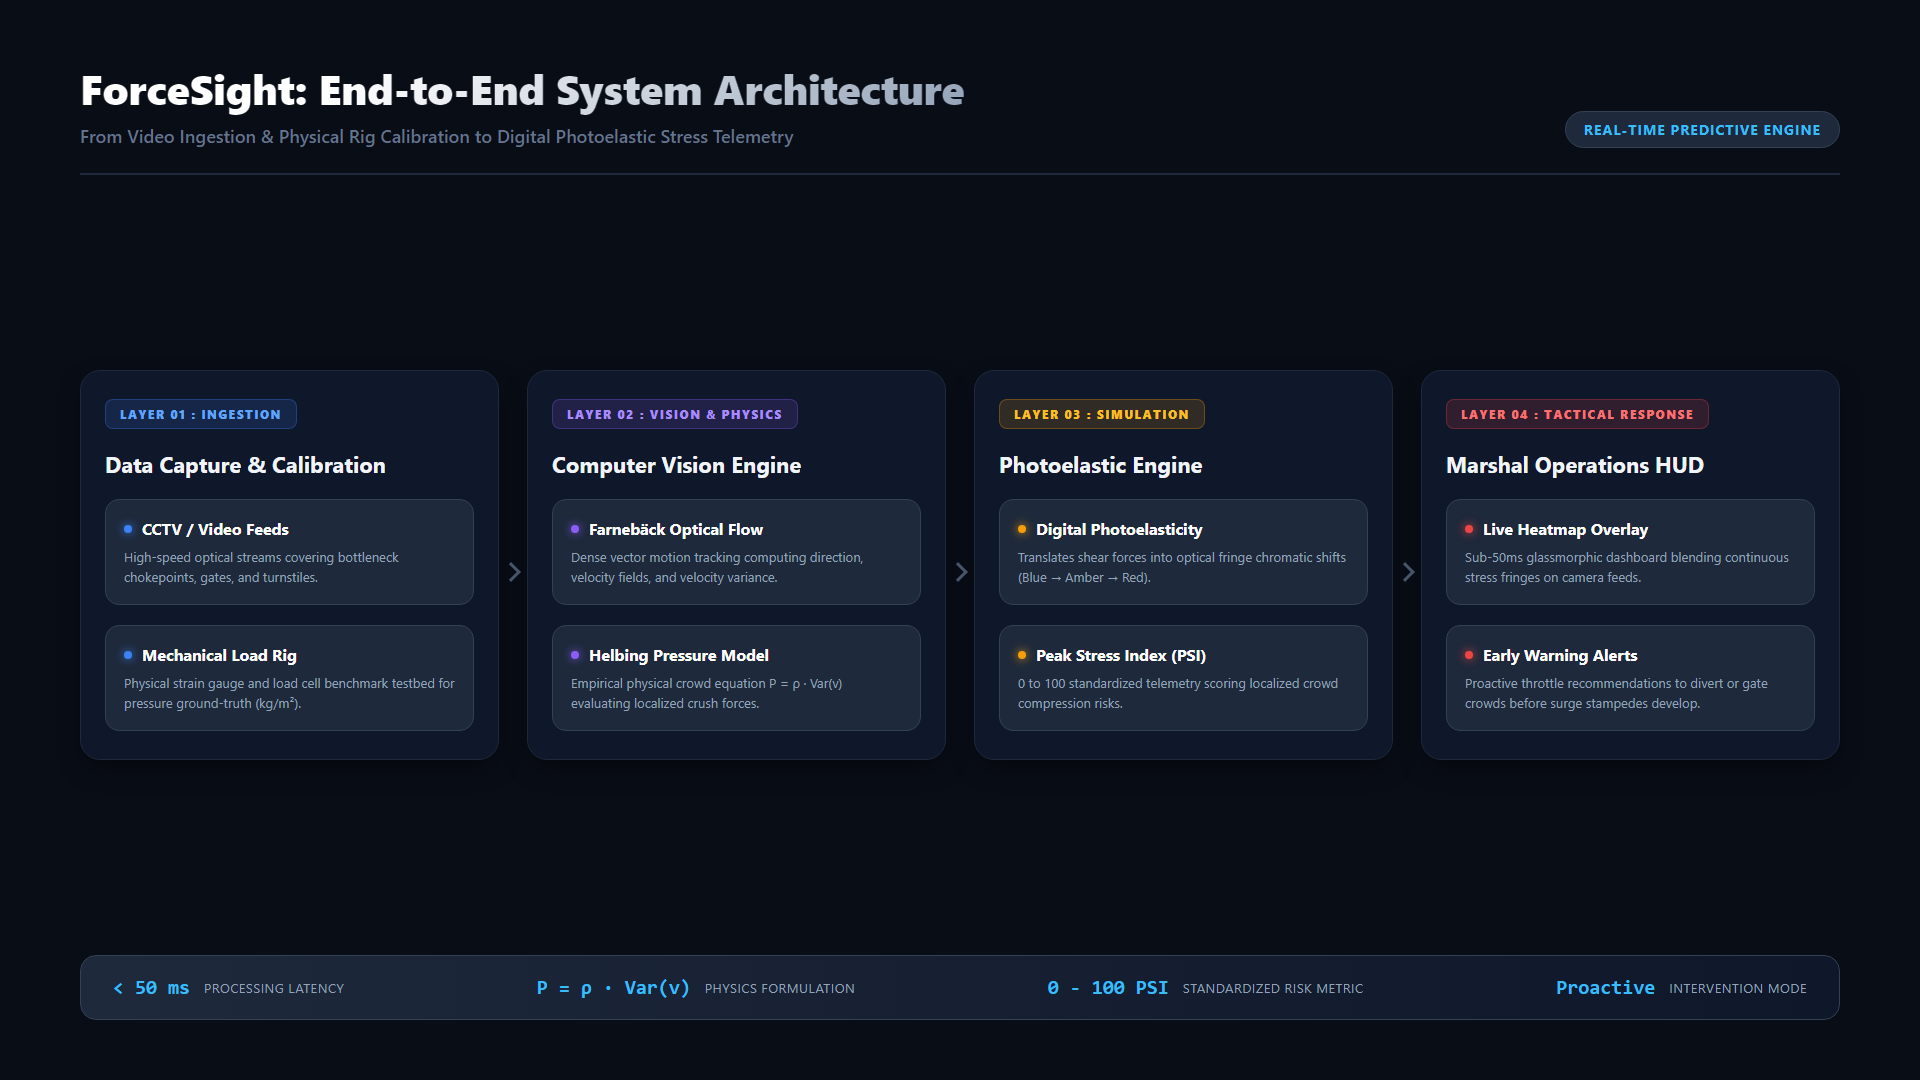 ForceSight: End-to-End System Architecture
From Video Ingestion & Physical Rig Calibration to Digital Photoelastic Stress Telemetry
REAL-TIME PREDICTIVE ENGINE
LAYER 01 : INGESTION
Data Capture & Calibration
CCTV / Video Feeds
High-speed optical streams covering bottleneck
chokepoints, gates, and turnstiles.
Mechanical Load Rig
Physical strain gauge and load cell benchmark testbed for
pressure ground-truth (kg/m²).
LAYER 02 : VISION & PHYSICS
Computer Vision Engine
Farnebäck Optical Flow
Dense vector motion tracking computing direction,
velocity fields, and velocity variance.
Helbing Pressure Model
Empirical physical crowd equation P = ρ · Var(v)
evaluating localized crush forces.
LAYER 03 : SIMULATION
Photoelastic Engine
Digital Photoelasticity
Translates shear forces into optical fringe chromatic shifts
(Blue → Amber → Red).
Peak Stress Index (PSI)
0 to 100 standardized telemetry scoring localized crowd
compression risks.
LAYER 04 : TACTICAL RESPONSE
Marshal Operations HUD
Live Heatmap Overlay
Sub-50ms glassmorphic dashboard blending continuous
stress fringes on camera feeds.
Early Warning Alerts
Proactive throttle recommendations to divert or gate
crowds before surge stampedes develop.
< 50 ms PROCESSING LATENCY
P = ρ · Var(v) PHYSICS FORMULATION
0 - 100 PSI STANDARDIZED RISK METRIC
Proactive INTERVENTION MODE